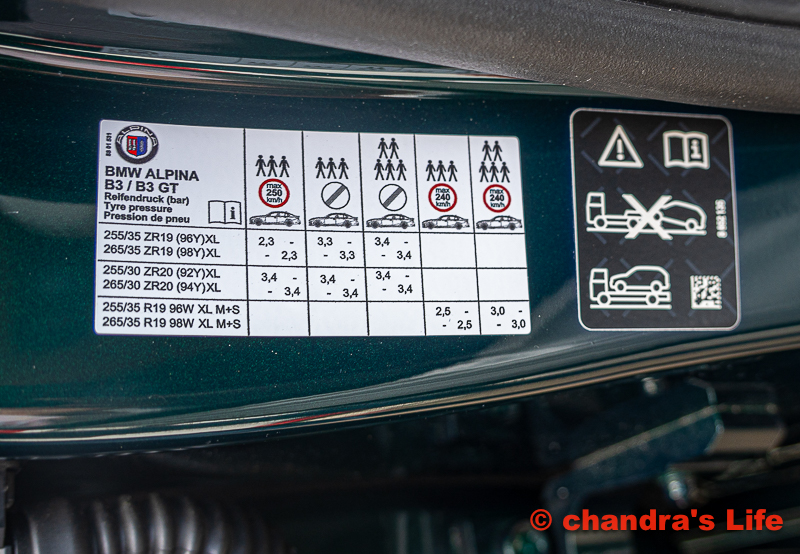 ALPINA
BMW ALPINA
B3 / B3 GT
Reifendruck (bar)
Tyre pressure
Pression de pneu
i
max 250 km/h
max 240 km/h
max 240 km/h
255/35 ZR19 (96Y)XL 2,3 - 3,3 - 3,4 -
265/35 ZR19 (98Y)XL - 2,3 - 3,3 - 3,4
255/30 ZR20 (92Y)XL 3,4 - 3,4 - 3,4 -
265/30 ZR20 (94Y)XL - 3,4 - 3,4 - 3,4
255/35 R19 96W XL M+S 2,5 - 3,0 -
265/35 R19 98W XL M+S - 2,5 - 3,0
i
© chandra's Life